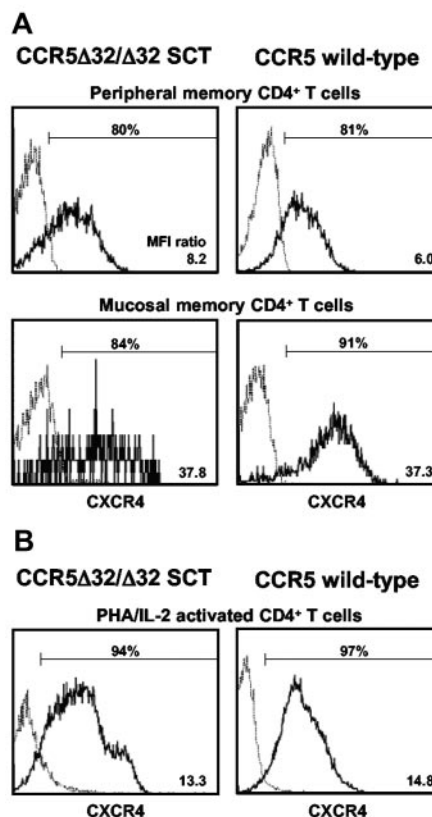 A
CCR5Δ32/Δ32 SCT CCR5 wild-type
Peripheral memory CD4⁺ T cells
80% 81%
MFI ratio
8.2 6.0
Mucosal memory CD4⁺ T cells
84% 91%
37.8 37.3
CXCR4 CXCR4
B
CCR5Δ32/Δ32 SCT CCR5 wild-type
PHA/IL-2 activated CD4⁺ T cells
94% 97%
13.3 14.8
CXCR4 CXCR4